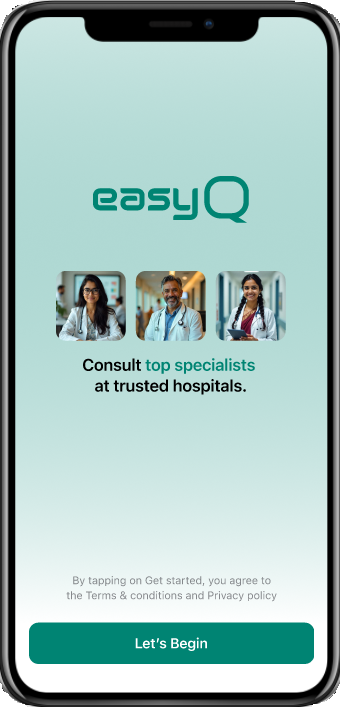 easyQ
Consult top specialists
at trusted hospitals.
By tapping on Get started, you agree to
the Terms & conditions and Privacy policy
Let's Begin